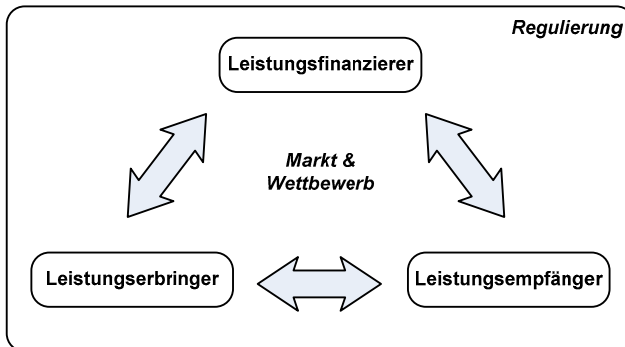 Regulierung
Leistungsfinanzierer
Markt &
Wettbewerb
Leistungserbringer
Leistungsempfänger